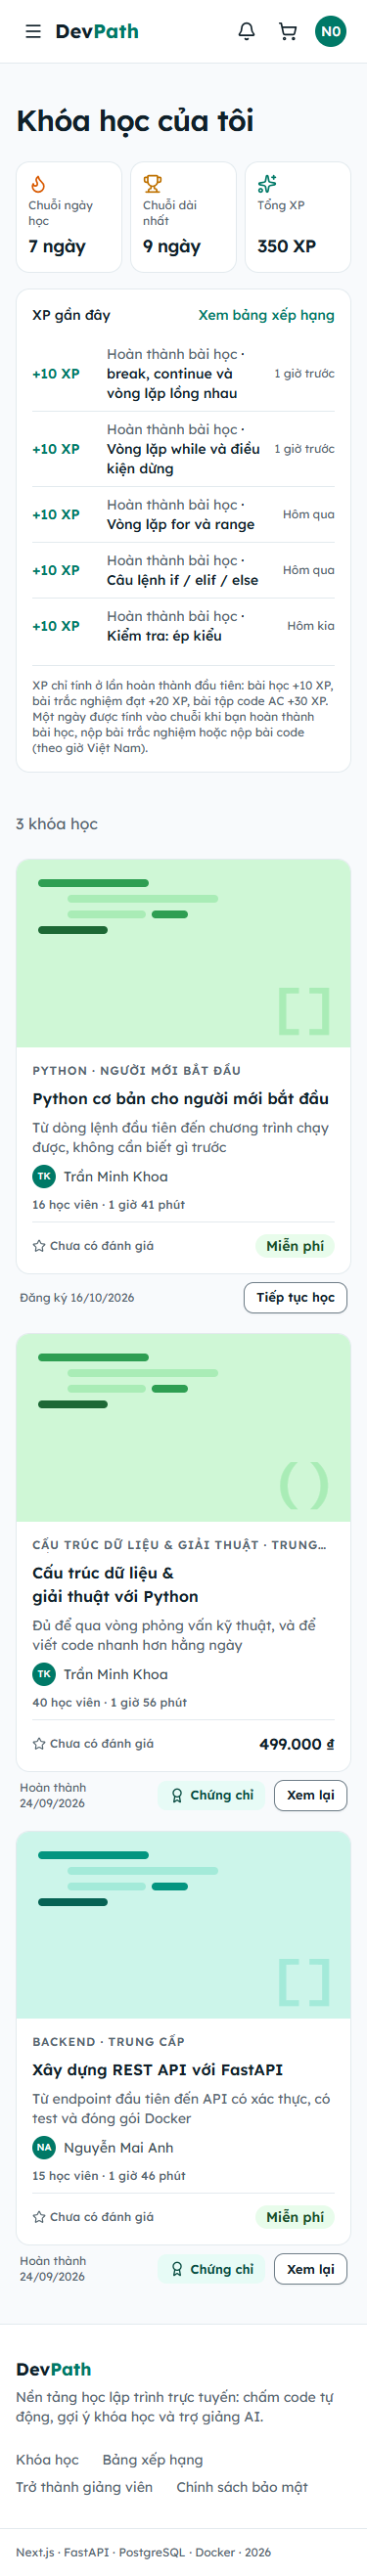 DevPath
N0
Khóa học của tôi
Chuỗi ngày
học
7 ngày
Chuỗi dài
nhất
9 ngày
Tổng XP
350 XP
XP gần đây
Xem bảng xếp hạng
+10 XP
Hoàn thành bài học ·
break, continue và
vòng lặp lồng nhau
1 giờ trước
+10 XP
Hoàn thành bài học ·
Vòng lặp while và điều
kiện dừng
1 giờ trước
+10 XP
Hoàn thành bài học ·
Vòng lặp for và range
Hôm qua
+10 XP
Hoàn thành bài học ·
Câu lệnh if / elif / else
Hôm qua
+10 XP
Hoàn thành bài học ·
Kiểm tra: ép kiểu
Hôm kia
XP chỉ tính ở lần hoàn thành đầu tiên: bài học +10 XP,
bài trắc nghiệm đạt +20 XP, bài tập code AC +30 XP.
Một ngày được tính vào chuỗi khi bạn hoàn thành
bài học, nộp bài trắc nghiệm hoặc nộp bài code
(theo giờ Việt Nam).
3 khóa học
[ ]
PYTHON · NGƯỜI MỚI BẮT ĐẦU
Python cơ bản cho người mới bắt đầu
Từ dòng lệnh đầu tiên đến chương trình chạy
được, không cần biết gì trước
TK Trần Minh Khoa
16 học viên · 1 giờ 41 phút
Chưa có đánh giá
Miễn phí
Đăng ký 16/10/2026
Tiếp tục học
( )
CẤU TRÚC DỮ LIỆU & GIẢI THUẬT · TRUNG…
Cấu trúc dữ liệu &
giải thuật với Python
Đủ để qua vòng phỏng vấn kỹ thuật, và để
viết code nhanh hơn hằng ngày
TK Trần Minh Khoa
40 học viên · 1 giờ 56 phút
Chưa có đánh giá
499.000 ₫
Hoàn thành
24/09/2026
Chứng chỉ
Xem lại
[ ]
BACKEND · TRUNG CẤP
Xây dựng REST API với FastAPI
Từ endpoint đầu tiên đến API có xác thực, có
test và đóng gói Docker
NA Nguyễn Mai Anh
15 học viên · 1 giờ 46 phút
Chưa có đánh giá
Miễn phí
Hoàn thành
24/09/2026
Chứng chỉ
Xem lại
DevPath
Nền tảng học lập trình trực tuyến: chấm code tự
động, gợi ý khóa học và trợ giảng AI.
Khóa học
Bảng xếp hạng
Trở thành giảng viên
Chính sách bảo mật
Next.js · FastAPI · PostgreSQL · Docker · 2026